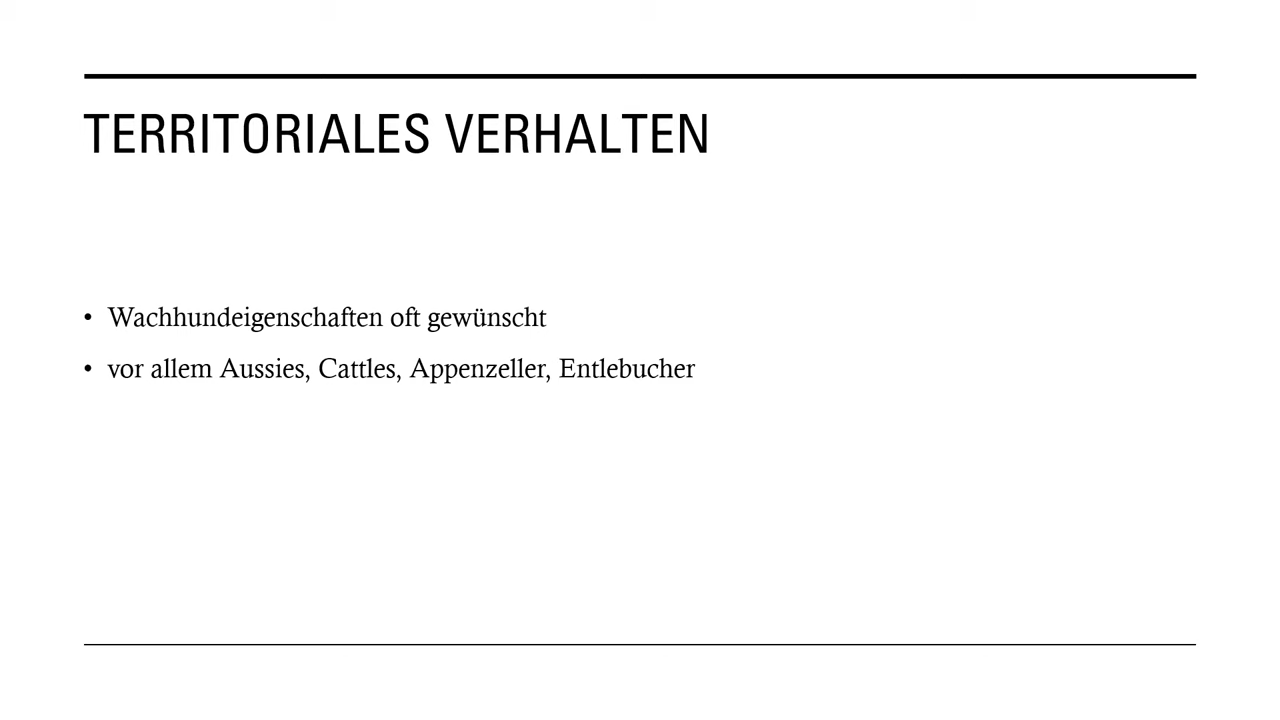 TERRITORIALES VERHALTEN
• Wachhundeigenschaften oft gewünscht
• vor allem Aussies, Cattles, Appenzeller, Entlebucher